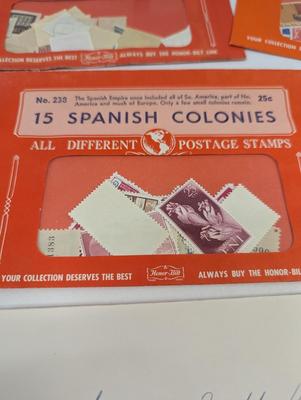 COLLECTION DESERVES THE BEST Honor-Bilt ALWAYS BUY THE HONOR-BILT LINE
YOUR
No. 238 The Spanish Empire once included all of So. America, part of No. 25c
America and much of Europe. Only a few small colonies remain.
15 SPANISH COLONIES
ALL DIFFERENT POSTAGE STAMPS
1383
YOUR COLLECTION DESERVES THE BEST Honor-Bilt ALWAYS BUY THE HONOR-BIL